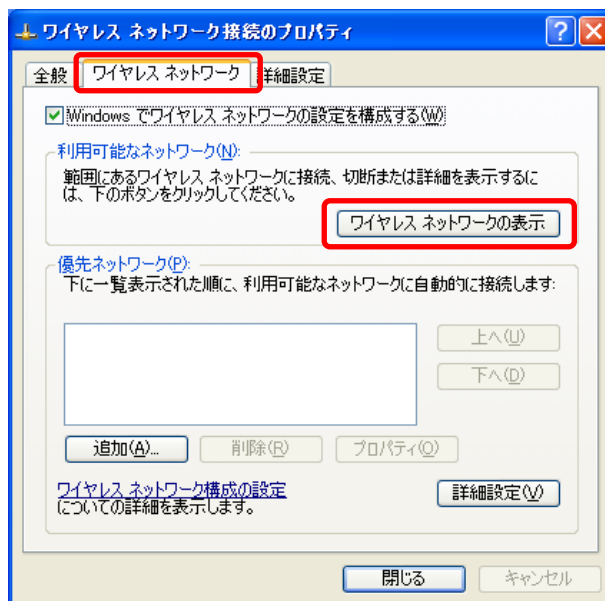 ワイヤレス ネットワーク接続のプロパティ
全般 ワイヤレス ネットワーク 詳細設定
Windows でワイヤレス ネットワークの設定を構成する(W)
利用可能なネットワーク(N):
範囲にあるワイヤレス ネットワークに接続、切断または詳細を表示するに
は、下のボタンをクリックしてください。
ワイヤレス ネットワークの表示
優先ネットワーク(P):
下に一覧表示された順に、利用可能なネットワークに自動的に接続します:
上へ(U)
下へ(D)
追加(A)... 削除(R) プロパティ(O)
ワイヤレス ネットワーク構成の設定
についての詳細を表示します。
詳細設定(V)
閉じる キャンセル